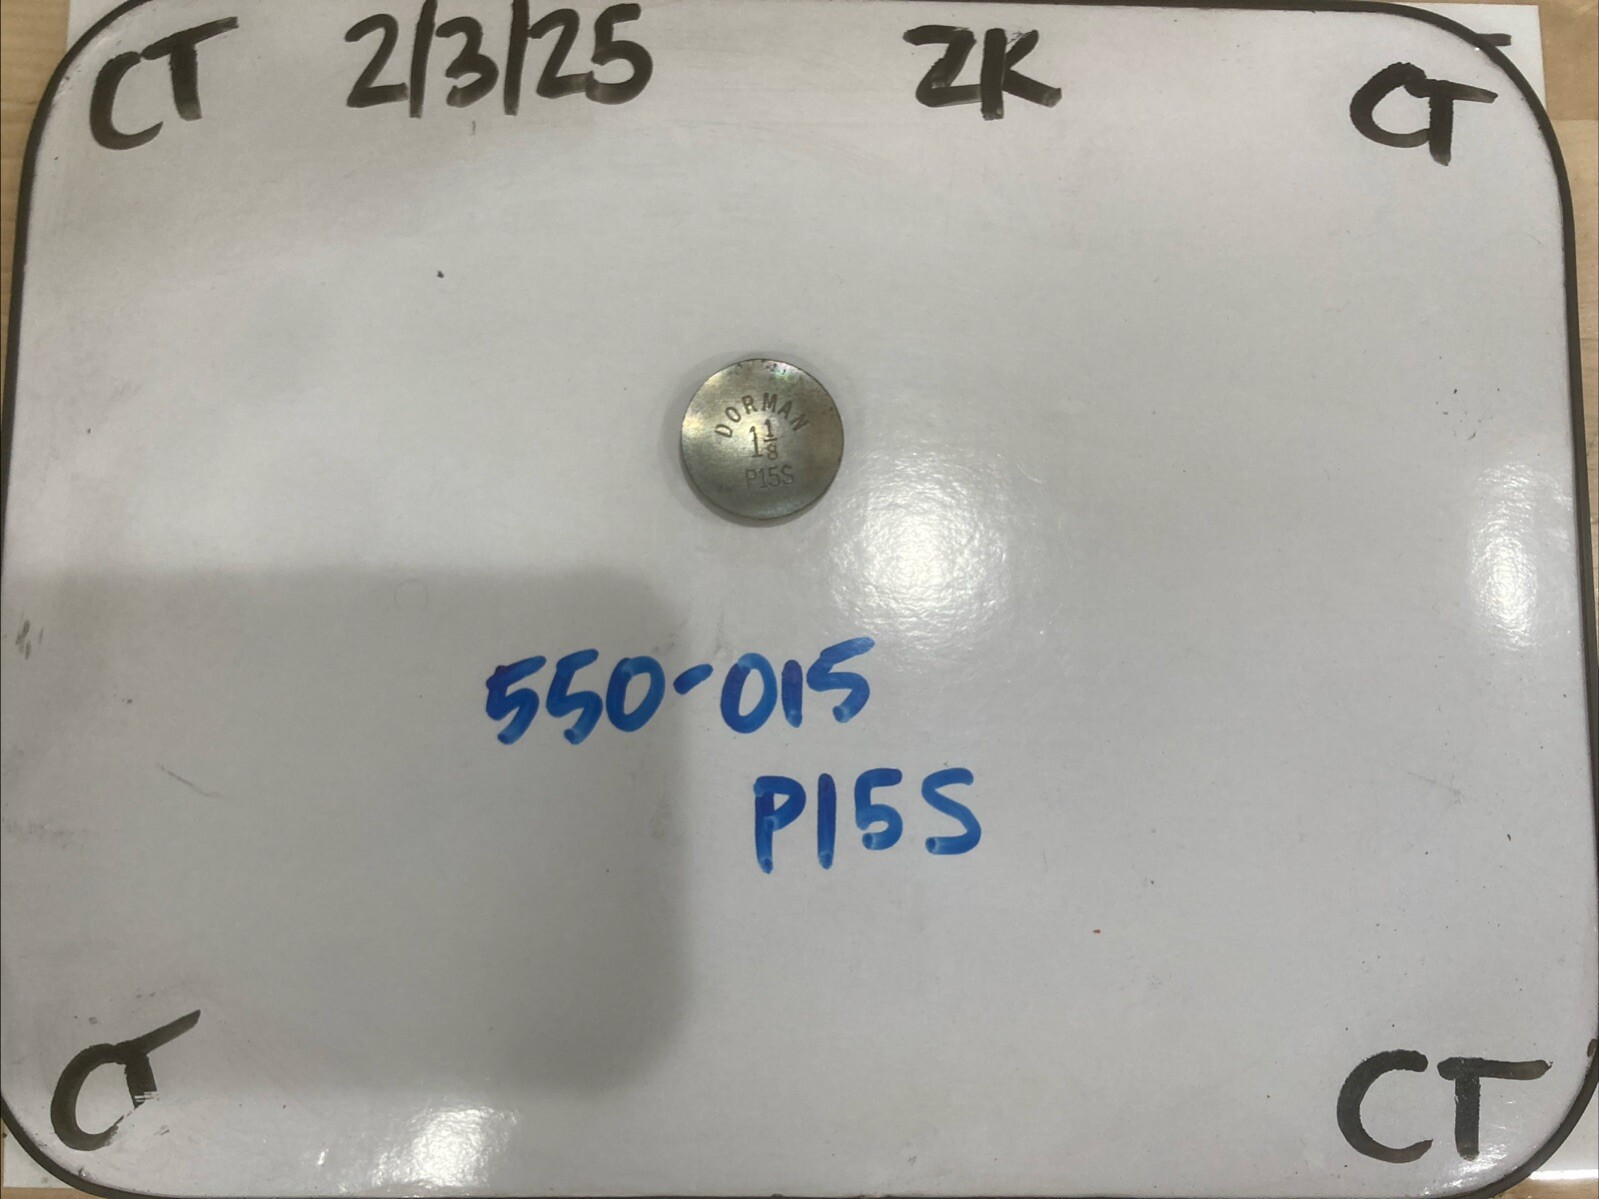 CT 2/3/25 ZK CT
DORMAN
1 1/8
P15S
550-015
P15S
CT CT